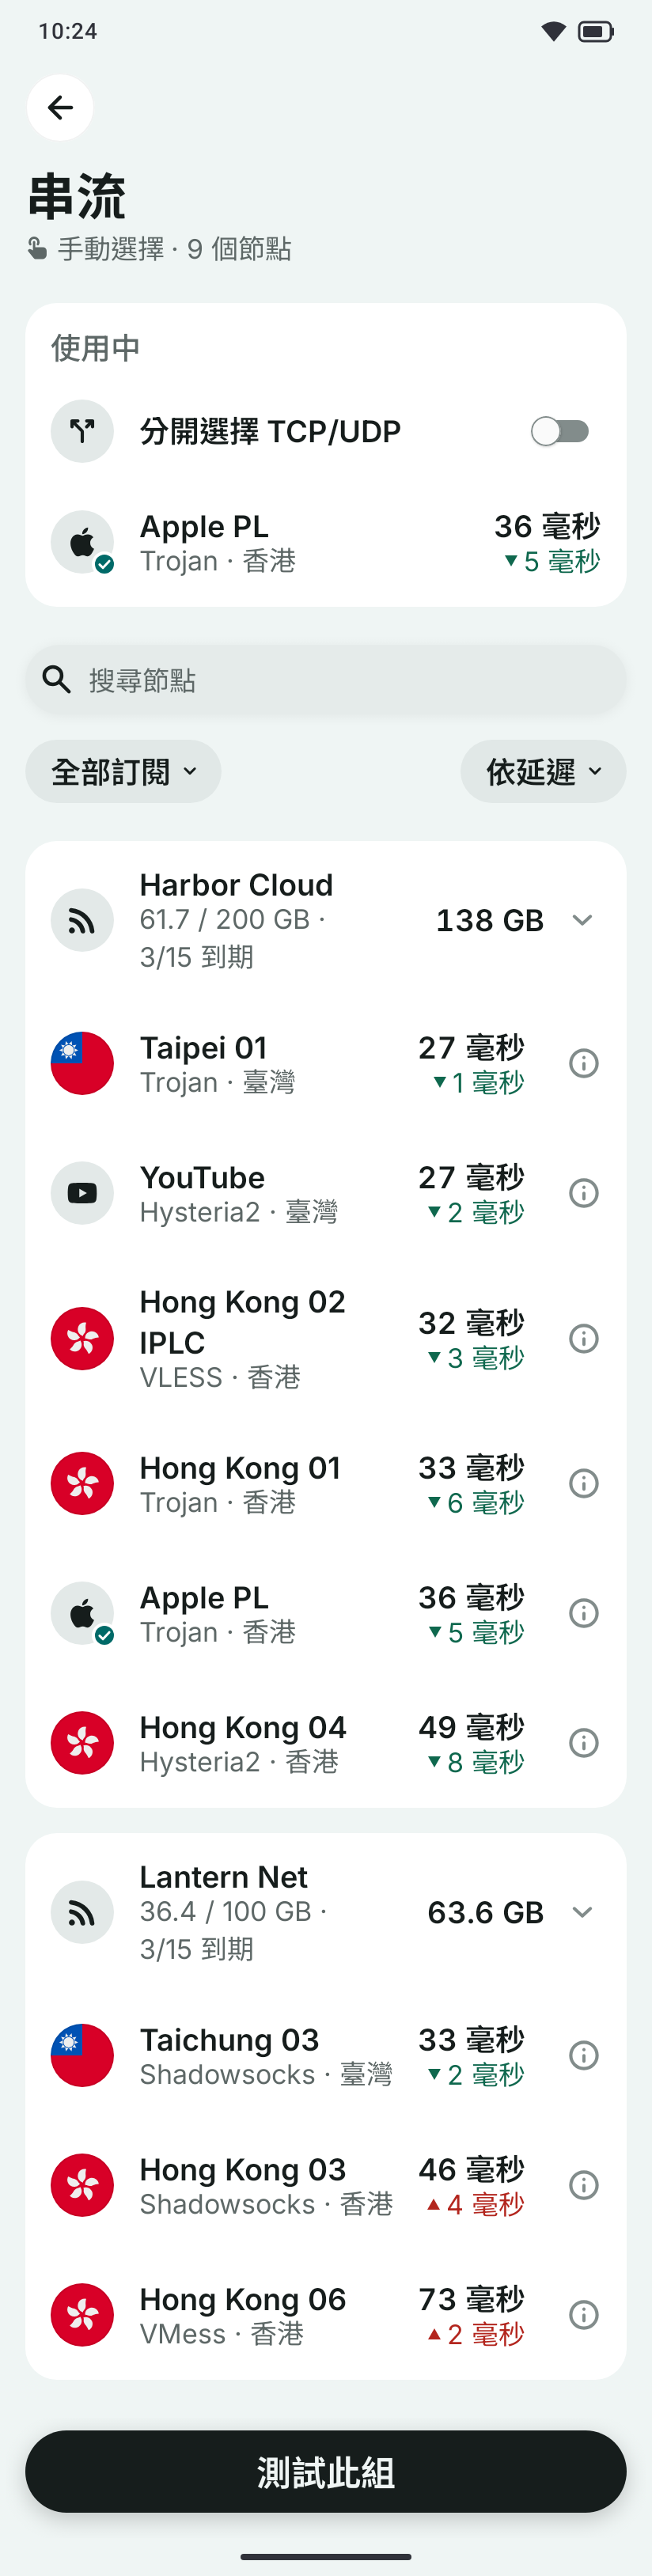 10:24
串流
手動選擇 · 9 個節點
使用中
分開選擇 TCP/UDP
Apple PL
36 毫秒
Trojan · 香港
▼5 毫秒
搜尋節點
全部訂閱
依延遲
Harbor Cloud
61.7 / 200 GB ·
3/15 到期
138 GB
Taipei 01
27 毫秒
Trojan · 臺灣
▼1 毫秒
YouTube
27 毫秒
Hysteria2 · 臺灣
▼2 毫秒
Hong Kong 02
IPLC
32 毫秒
VLESS · 香港
▼3 毫秒
Hong Kong 01
33 毫秒
Trojan · 香港
▼6 毫秒
Apple PL
36 毫秒
Trojan · 香港
▼5 毫秒
Hong Kong 04
49 毫秒
Hysteria2 · 香港
▼8 毫秒
Lantern Net
36.4 / 100 GB ·
3/15 到期
63.6 GB
Taichung 03
33 毫秒
Shadowsocks · 臺灣
▼2 毫秒
Hong Kong 03
46 毫秒
Shadowsocks · 香港
▲4 毫秒
Hong Kong 06
73 毫秒
VMess · 香港
▲2 毫秒
測試此組